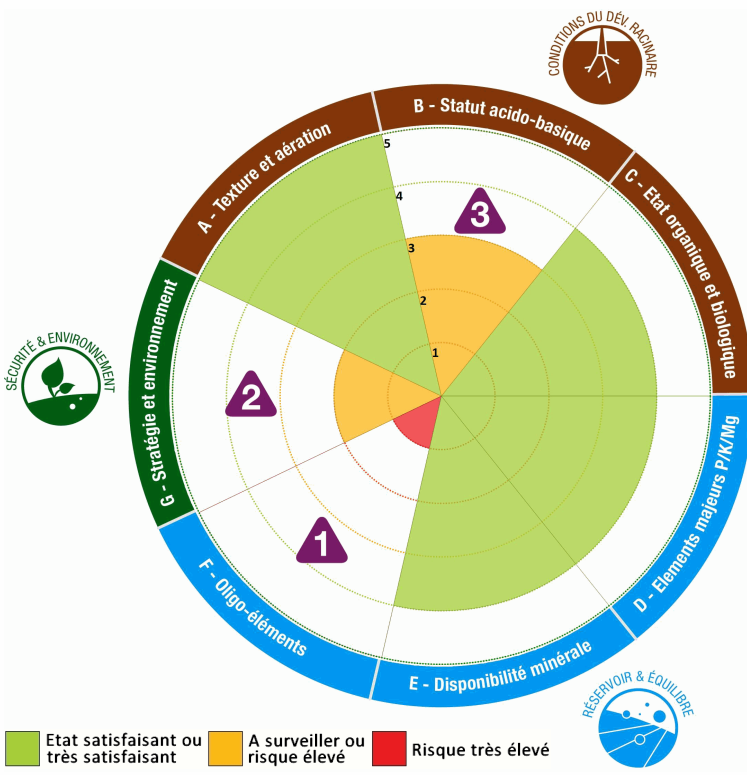 CONDITIONS DU DÉV. RACINAIRE
B - Statut acido-basique
A - Texture et aération
C - Etat organique et biologique
5
4
3
3
2
1
SÉCURITÉ & ENVIRONNEMENT
G - Stratégie et environnement
2
D - Elements majeurs P/K/Mg
1
F - Oligo-éléments
E - Disponibilité minérale
RÉSERVOIR & ÉQUILIBRE
Etat satisfaisant ou
très satisfaisant
A surveiller ou
risque élevé
Risque très élevé